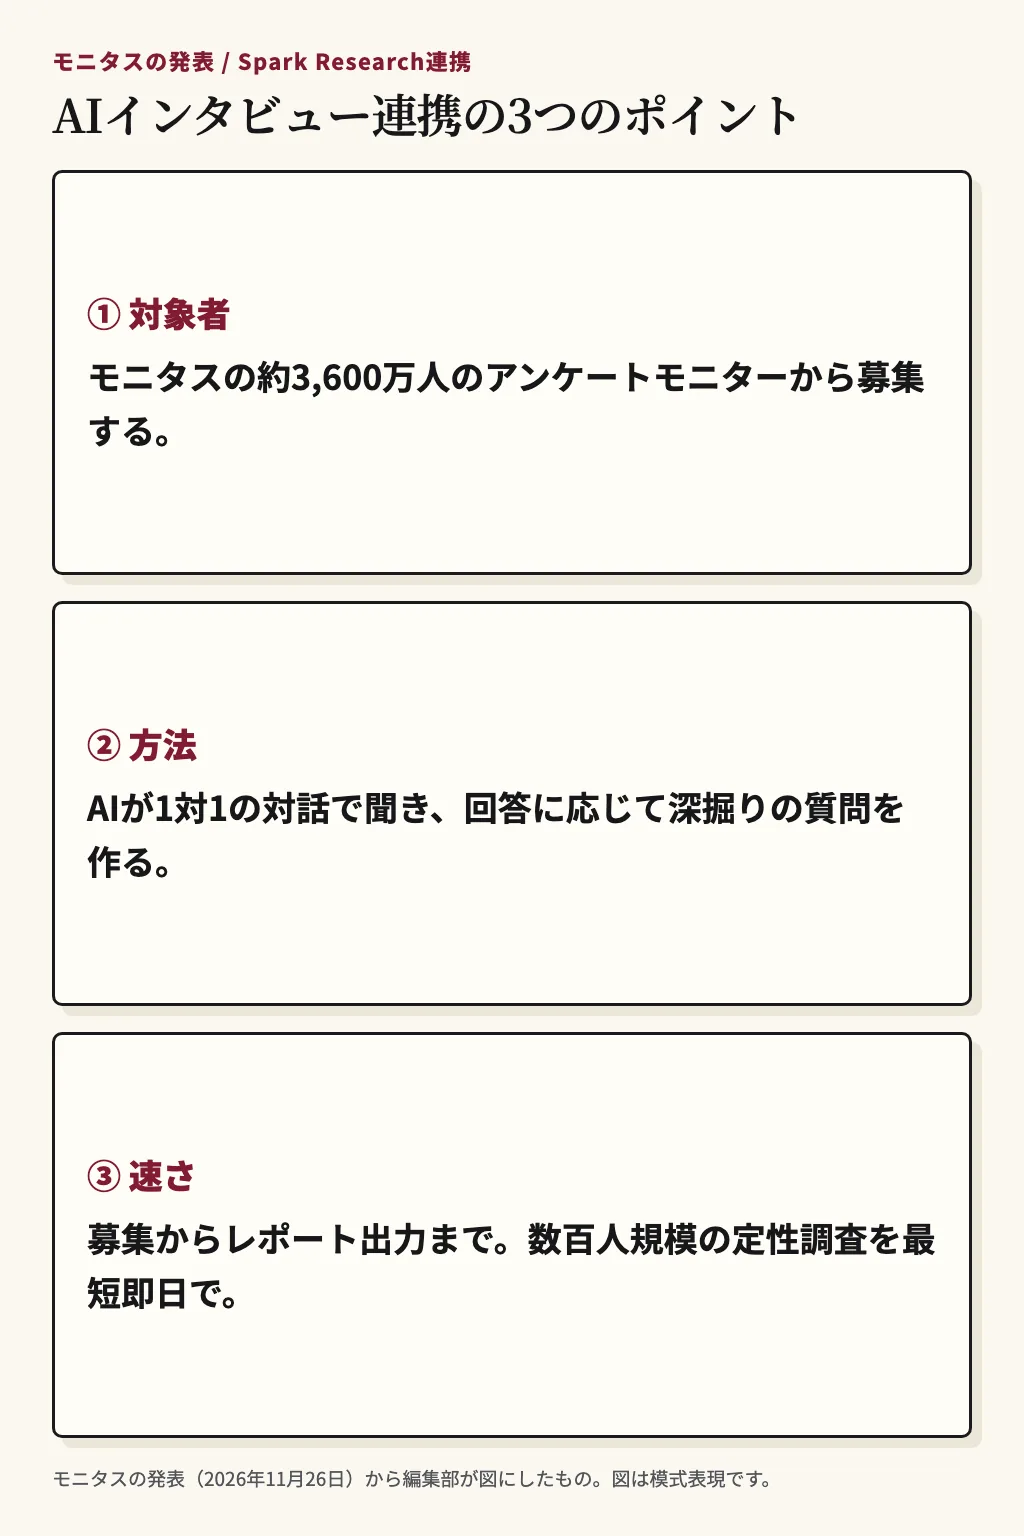 モニタスの発表 / Spark Research連携
AIインタビュー連携の3つのポイント
① 対象者
モニタスの約3,600万人のアンケートモニターから募集
する。
② 方法
AIが1対1の対話で聞き、回答に応じて深掘りの質問を
作る。
③ 速さ
募集からレポート出力まで。数百人規模の定性調査を最
短即日で。
モニタスの発表（2026年11月26日）から編集部が図にしたもの。図は模式表現です。